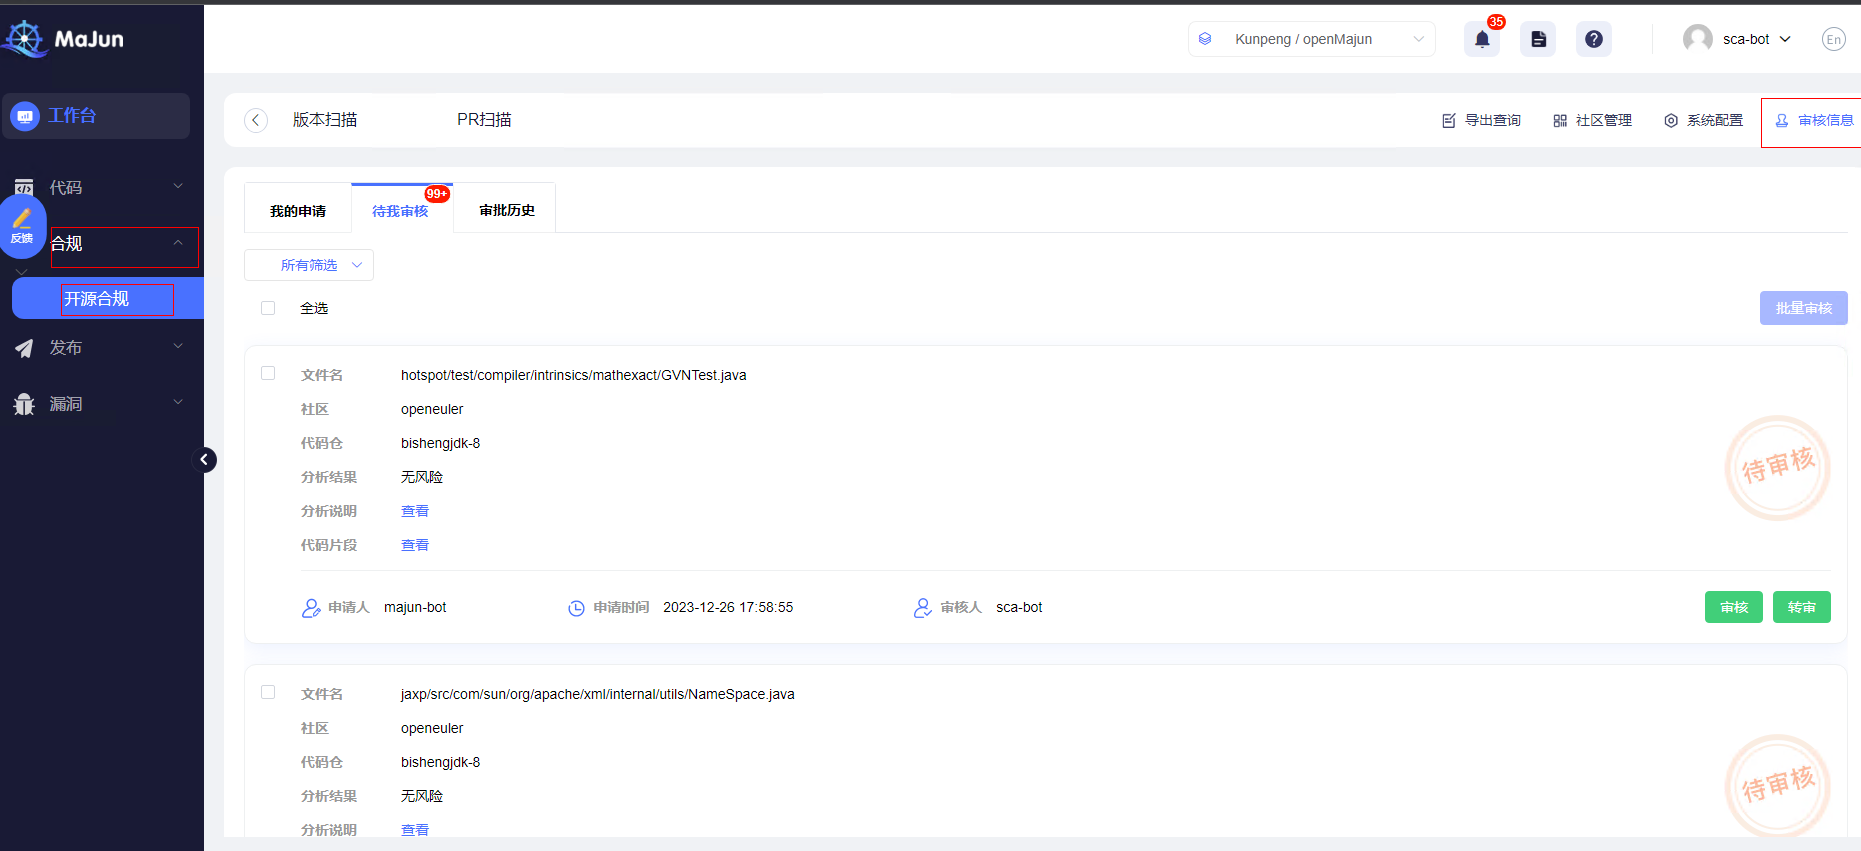 MaJun
Kunpeng / openMajun
35
sca-bot
En
工作台
代码
反馈
合规
开源合规
发布
漏洞
版本扫描
PR扫描
导出查询
社区管理
系统配置
审核信息
我的申请
待我审核
99+
审批历史
所有筛选
全选
批量审核
文件名 hotspot/test/compiler/intrinsics/mathexact/GVNTest.java
社区 openeuler
代码仓 bishengjdk-8
分析结果 无风险
分析说明 查看
代码片段 查看
待审核
申请人 majun-bot
申请时间 2023-12-26 17:58:55
审核人 sca-bot
审核
转审
文件名 jaxp/src/com/sun/org/apache/xml/internal/utils/NameSpace.java
社区 openeuler
代码仓 bishengjdk-8
分析结果 无风险
分析说明 查看
待审核